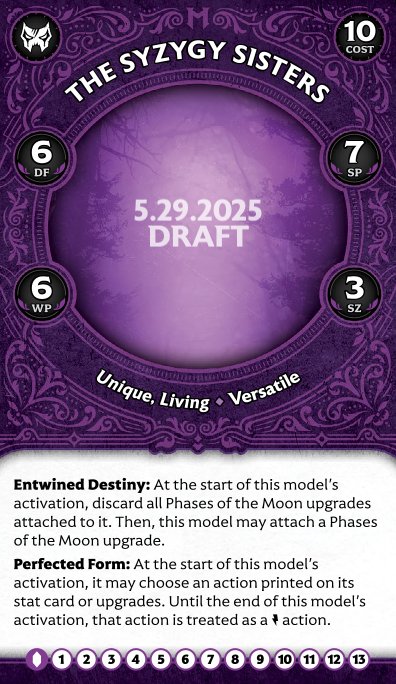 M
10
COST
THE SYZYGY SISTERS
6
DF
7
SP
5.29.2025
DRAFT
6
WP
3
SZ
Unique, Living ◆ Versatile
Entwined Destiny: At the start of this model's
activation, discard all Phases of the Moon upgrades
attached to it. Then, this model may attach a Phases
of the Moon upgrade.
Perfected Form: At the start of this model's
activation, it may choose an action printed on its
stat card or upgrades. Until the end of this model's
activation, that action is treated as a action.
1 2 3 4 5 6 7 8 9 10 11 12 13